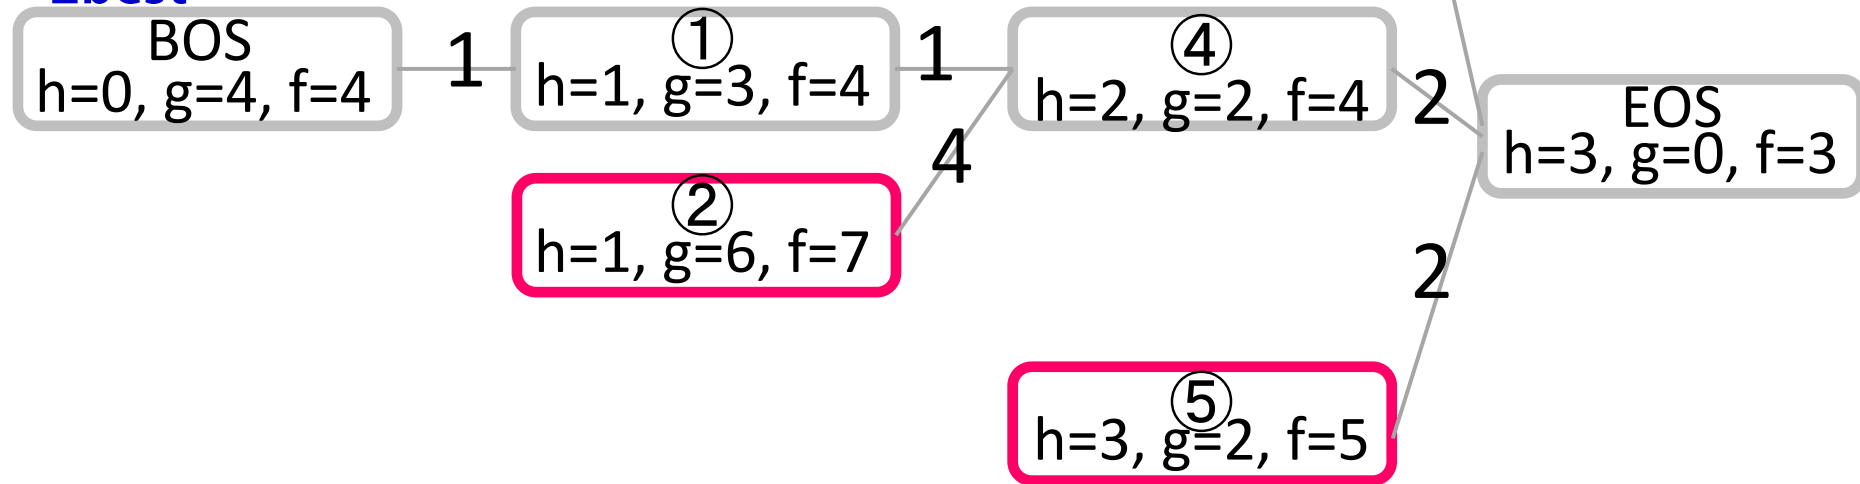 BOS
h=0, g=4, f=4
1
①
h=1, g=3, f=4
1
④
h=2, g=2, f=4
2
EOS
h=3, g=0, f=3
4
②
h=1, g=6, f=7
2
⑤
h=3, g=2, f=5